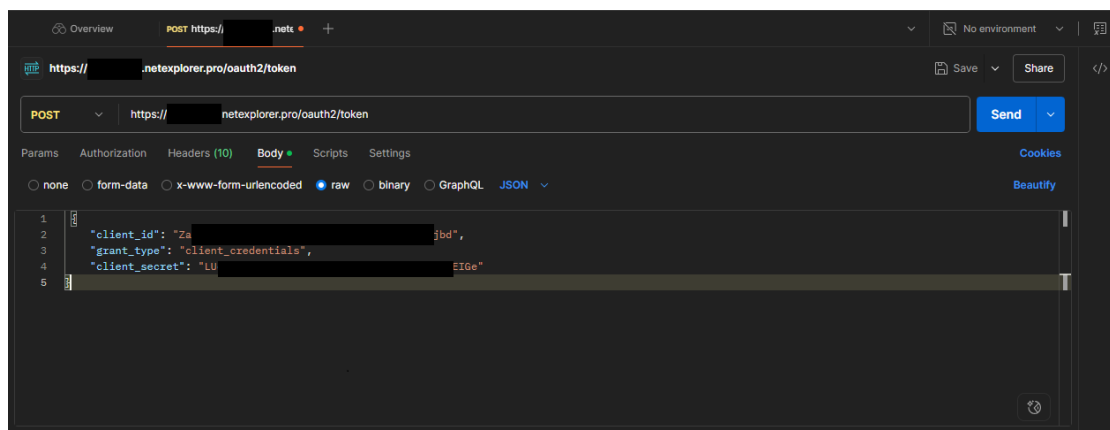 Overview POST https:// .nete No environment
HTTP https:// .netexplorer.pro/oauth2/token Save Share
POST https:// netexplorer.pro/oauth2/token Send
Params Authorization Headers (10) Body Scripts Settings Cookies
none form-data x-www-form-urlencoded raw binary GraphQL JSON Beautify
1 {
2 "client_id": "Za jbd",
3 "grant_type": "client_credentials",
4 "client_secret": "LU EIGe"
5 }